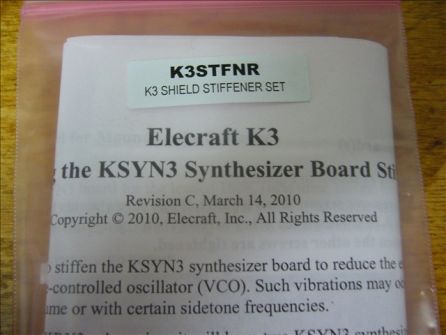 K3STFNR
K3 SHIELD STIFFENER SET
Elecraft K3
the KSYN3 Synthesizer Board
Revision C, March 14, 2010
Copyright © 2010, Elecraft, Inc., All Rights Reserved
stiffen the KSYN3 synthesizer board to reduce the
-controlled oscillator (VCO). Such vibrations may
or with certain sidetone frequencies.